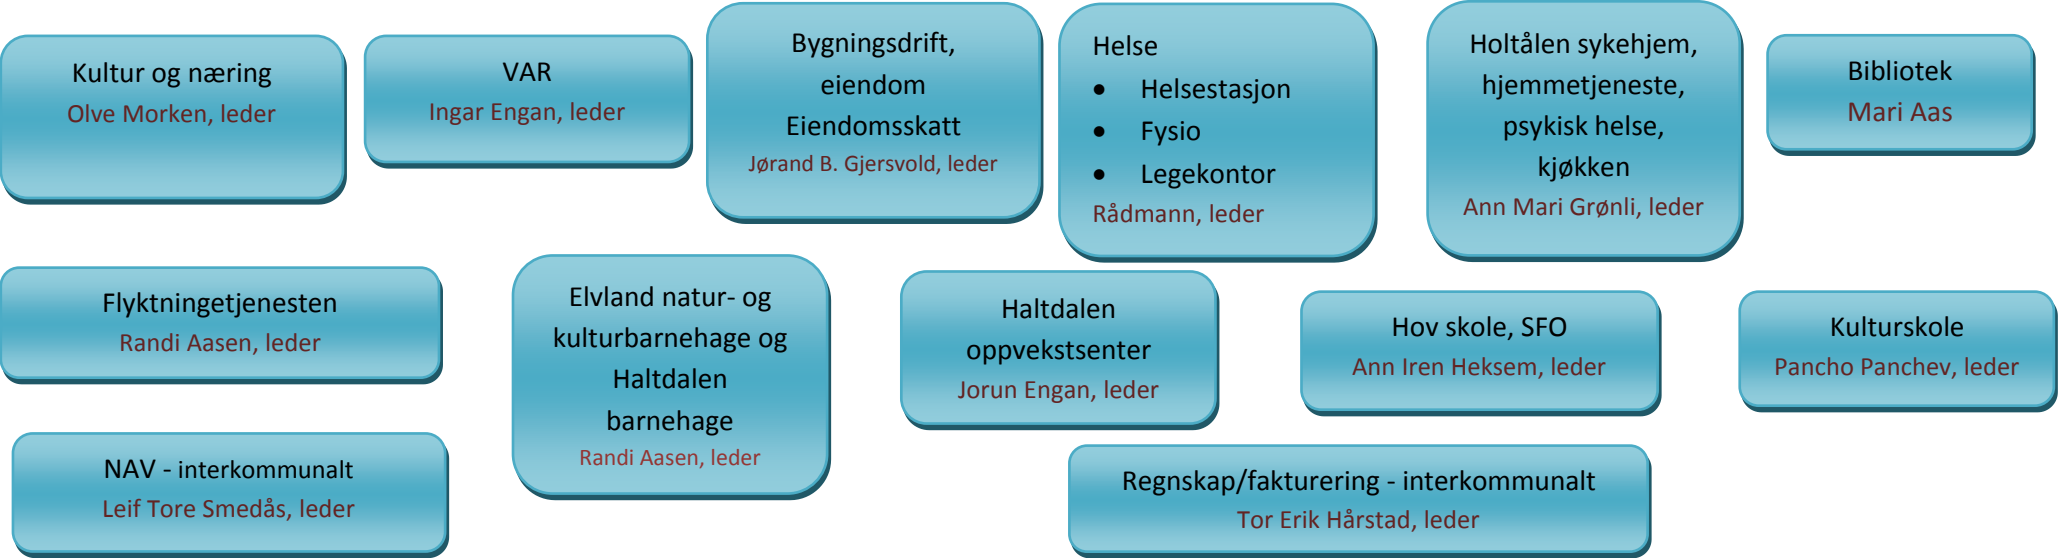 Kultur og næring
Olve Morken, leder
VAR
Ingar Engan, leder
Bygningsdrift,
eiendom
Eiendomsskatt
Jørand B. Gjersvold, leder
Helse
• Helsestasjon
• Fysio
• Legekontor
Rådmann, leder
Holtålen sykehjem,
hjemmetjeneste,
psykisk helse,
kjøkken
Ann Mari Grønli, leder
Bibliotek
Mari Aas
Flyktningetjenesten
Randi Aasen, leder
Elvland natur- og
kulturbarnehage og
Haltdalen
barnehage
Randi Aasen, leder
Haltdalen
oppvekstsenter
Jorun Engan, leder
Hov skole, SFO
Ann Iren Heksem, leder
Kulturskole
Pancho Panchev, leder
NAV - interkommunalt
Leif Tore Smedås, leder
Regnskap/fakturering - interkommunalt
Tor Erik Hårstad, leder